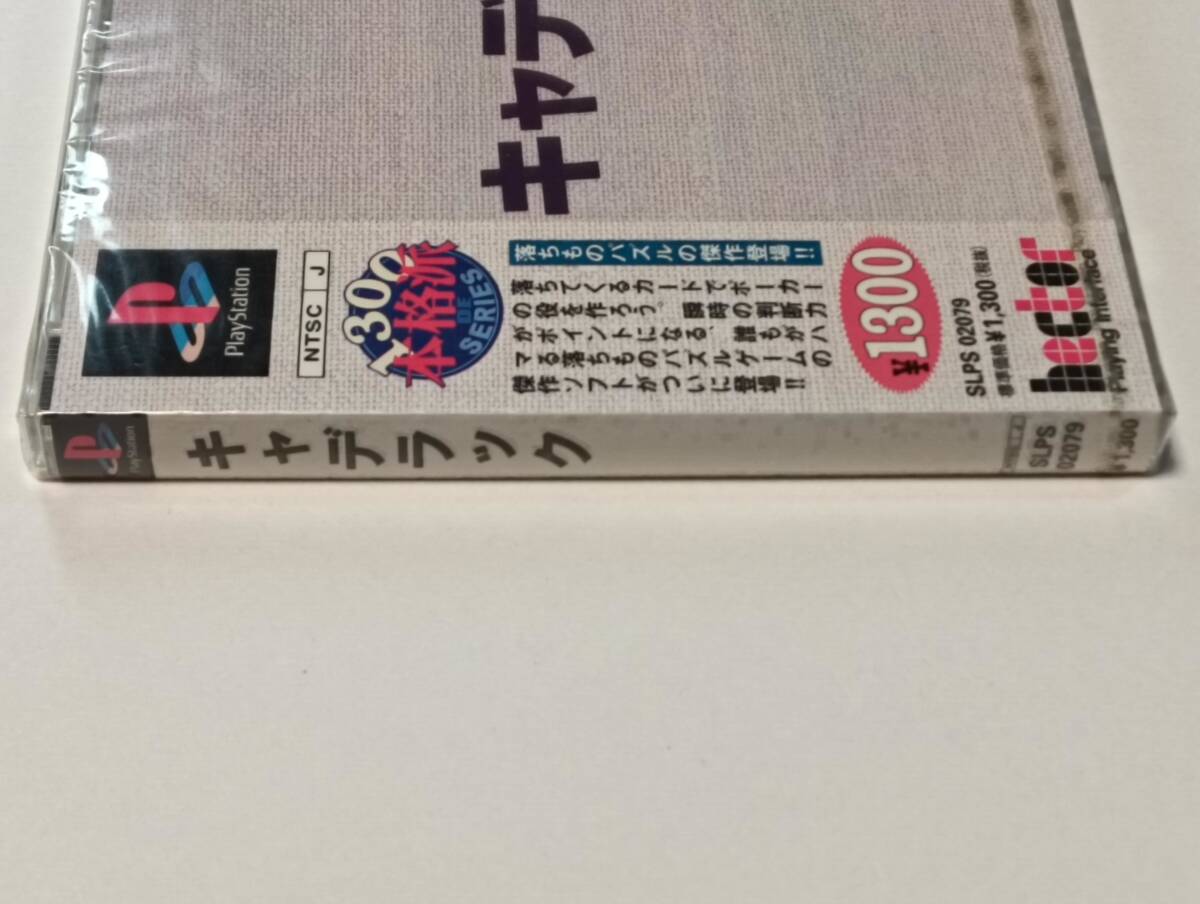 キャデ
PlayStation
NTSC J
¥1300
本格派
DE
SERIES
落ちものパズルの傑作登場!!
落ちてくるカードでポーカー
の役を作ろう。瞬時の判断力
がポイントになる、誰もがハ
マる落ちものパズルゲームの
傑作ソフトがついに登場!!
¥1300
SLPS 02079
標準価格¥1,300(税抜)
hector
Playing Interface
PlayStation
キャデラック
SLPS
02079
¥1,300